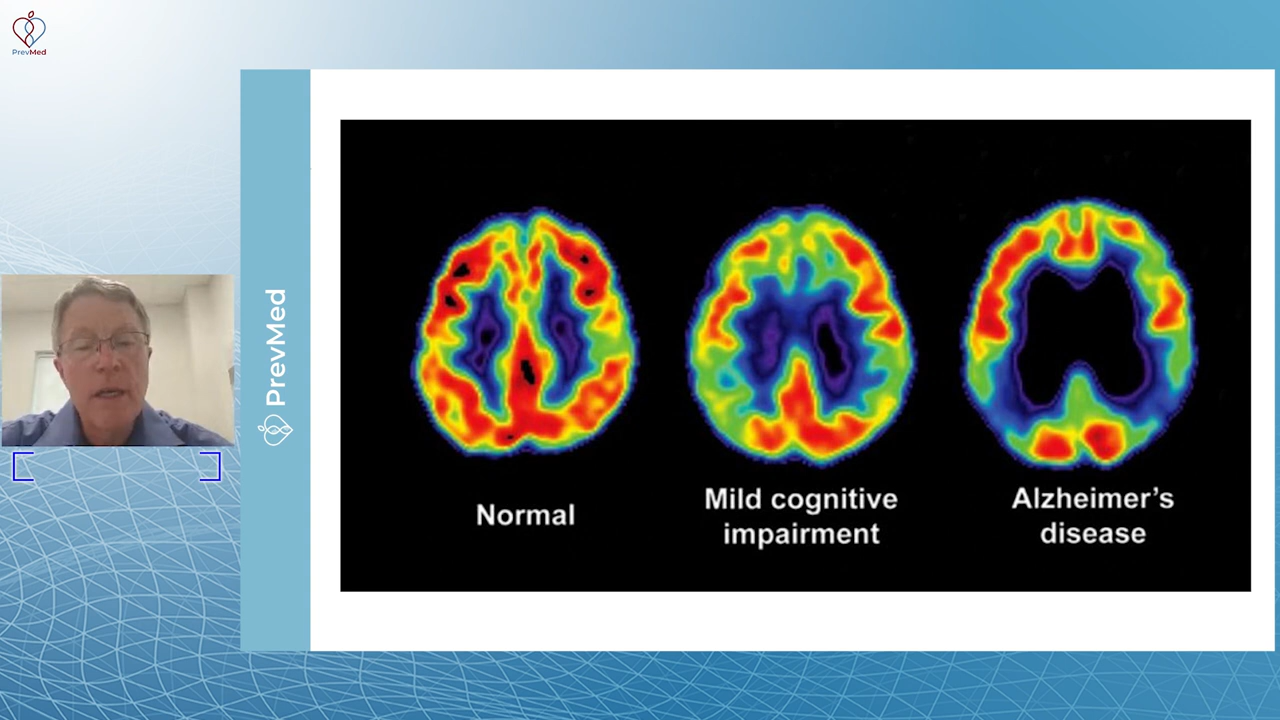 PrevMed
PrevMed
Normal
Mild cognitive
impairment
Alzheimer’s
disease